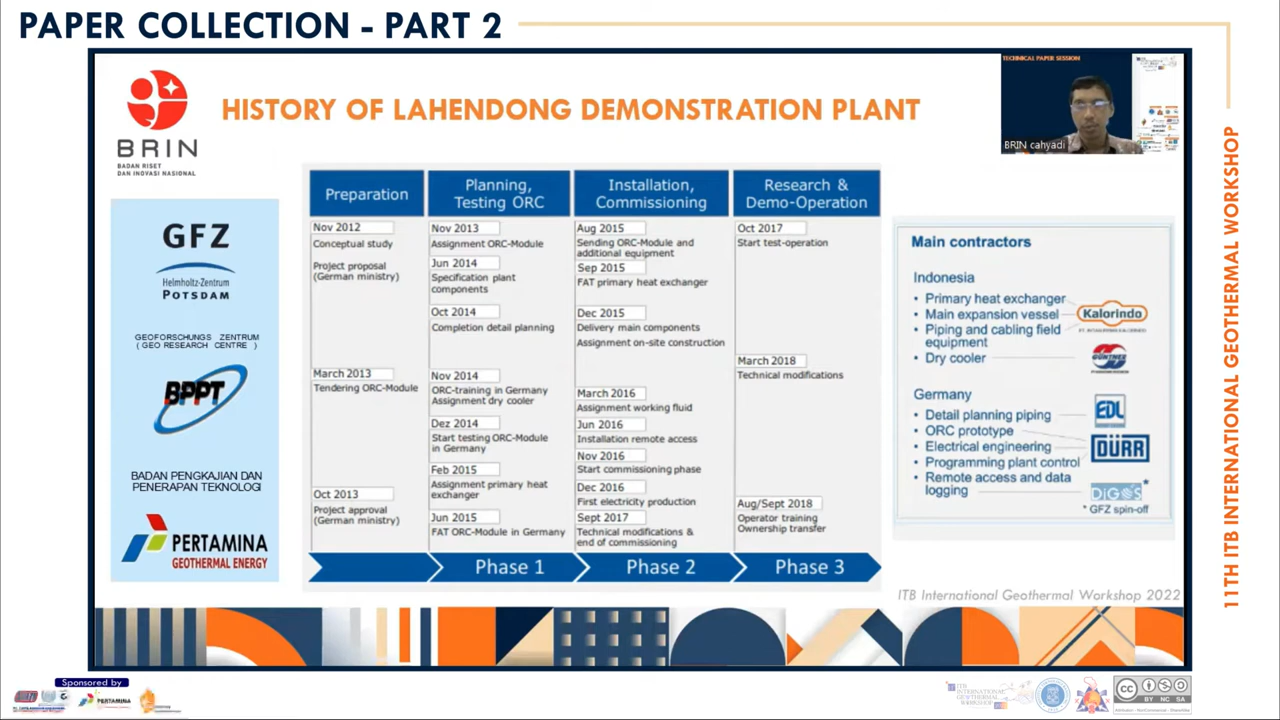 PAPER COLLECTION - PART 2
BRIN
BADAN RISET
DAN INOVASI NASIONAL
HISTORY OF LAHENDONG DEMONSTRATION PLANT
TECHNICAL PAPER SESSION
BRIN cahyadi
GFZ
Helmholtz-Zentrum
POTSDAM
GEOFORSCHUNGS ZENTRUM
( GEO RESEARCH CENTRE )
BPPT
BADAN PENGKAJIAN DAN
PENERAPAN TEKNOLOGI
PERTAMINA
GEOTHERMAL ENERGY
Preparation
Nov 2012
Conceptual study
Project proposal
(German ministry)
March 2013
Tendering ORC-Module
Oct 2013
Project approval
(German ministry)
Planning,
Testing ORC
Nov 2013
Assignment ORC-Module
Jun 2014
Specification plant
components
Oct 2014
Completion detail planning
Nov 2014
ORC-training in Germany
Assignment dry cooler
Dez 2014
Start testing ORC-Module
in Germany
Feb 2015
Assignment primary heat
exchanger
Jun 2015
FAT ORC-Module in Germany
Phase 1
Installation,
Commissioning
Aug 2015
Sending ORC-Module and
additional equipment
Sep 2015
FAT primary heat exchanger
Dec 2015
Delivery main components
Assignment on-site construction
March 2016
Assignment working fluid
Jun 2016
Installation remote access
Nov 2016
Start commissioning phase
Dec 2016
First electricity production
Sept 2017
Technical modifications &
end of commissioning
Phase 2
Research &
Demo-Operation
Oct 2017
Start test-operation
March 2018
Technical modifications
Aug/Sept 2018
Operator training
Ownership transfer
Phase 3
Main contractors
Indonesia
• Primary heat exchanger
• Main expansion vessel
• Piping and cabling field
equipment
• Dry cooler
Kalorindo
GÜNTNER
Germany
• Detail planning piping
• ORC prototype
• Electrical engineering
• Programming plant control
• Remote access and data
logging
EDL
DÜRR
DiGOS *
* GFZ spin-off
ITB International Geothermal Workshop 2022
11TH ITB INTERNATIONAL GEOTHERMAL WORKSHOP
Sponsored by
PERTAMINA
ITB
INTERNATIONAL
GEOTHERMAL
WORKSHOP
CC BY NC SA
Attribution - NonCommercial - ShareAlike